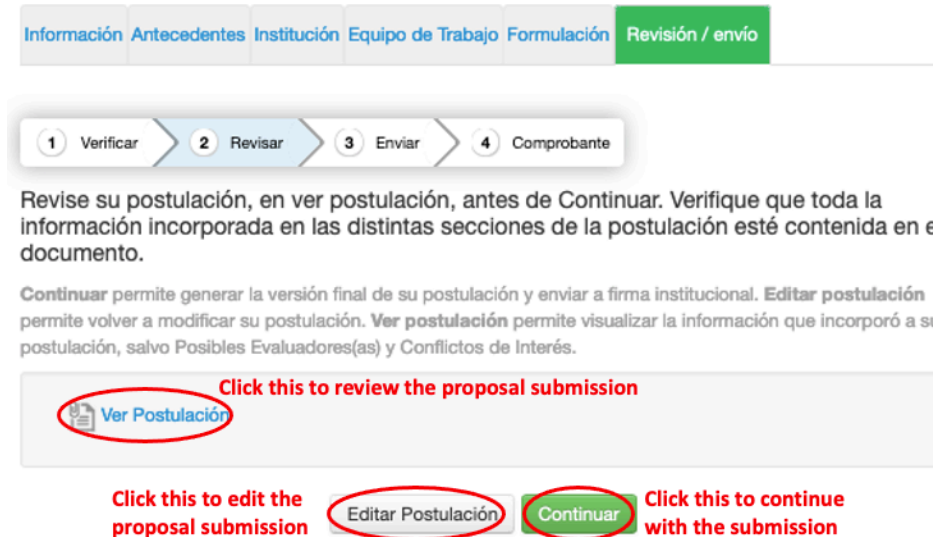 Información Antecedentes Institución Equipo de Trabajo Formulación Revisión / envío
1 Verificar 2 Revisar 3 Enviar 4 Comprobante
Revise su postulación, en ver postulación, antes de Continuar. Verifique que toda la
información incorporada en las distintas secciones de la postulación esté contenida en e
documento.
Continuar permite generar la versión final de su postulación y enviar a firma institucional. Editar postulación
permite volver a modificar su postulación. Ver postulación permite visualizar la información que incorporó a su
postulación, salvo Posibles Evaluadores(as) y Conflictos de Interés.
Click this to review the proposal submission
Ver Postulación
Click this to edit the
proposal submission
Editar Postulación
Continuar
Click this to continue
with the submission